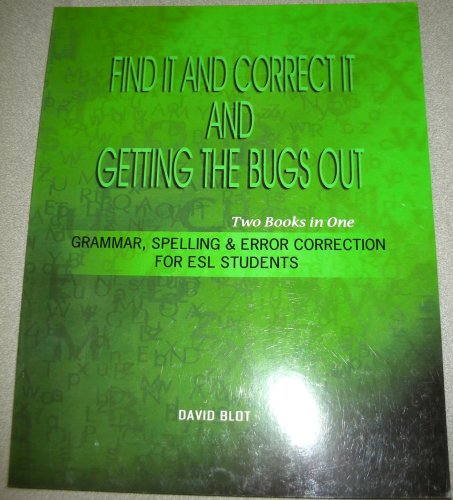 FIND IT AND CORRECT IT
AND
GETTING THE BUGS OUT
Two Books in One
GRAMMAR, SPELLING & ERROR CORRECTION
FOR ESL STUDENTS
DAVID BLOT